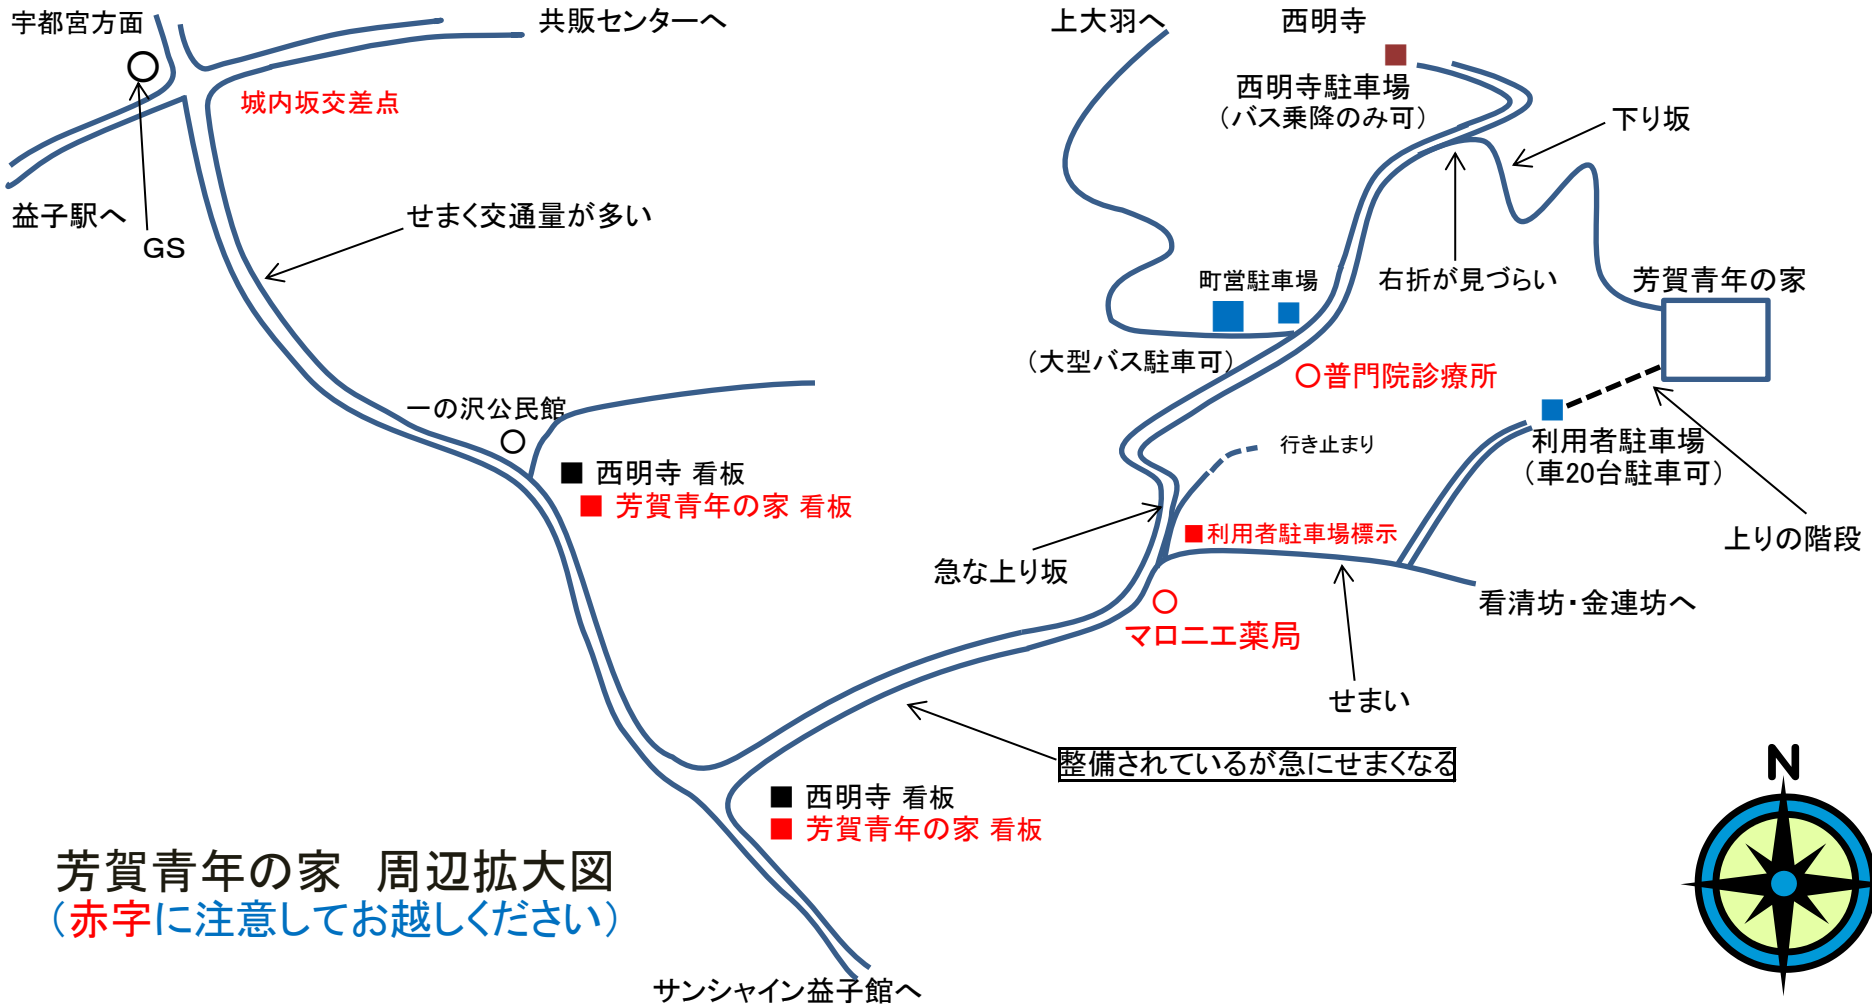 宇都宮方面
共販センターへ
上大羽へ
西明寺
西明寺駐車場
（バス乗降のみ可）
城内坂交差点
下り坂
益子駅へ
GS
せまく交通量が多い
町営駐車場
右折が見づらい
芳賀青年の家
（大型バス駐車可）
普門院診療所
一の沢公民館
行き止まり
利用者駐車場
（車20台駐車可）
西明寺 看板
芳賀青年の家 看板
利用者駐車場標示
上りの階段
急な上り坂
看清坊・金連坊へ
マロニエ薬局
せまい
整備されているが急にせまくなる
N
西明寺 看板
芳賀青年の家 看板
芳賀青年の家　周辺拡大図
（赤字に注意してお越しください）
サンシャイン益子館へ